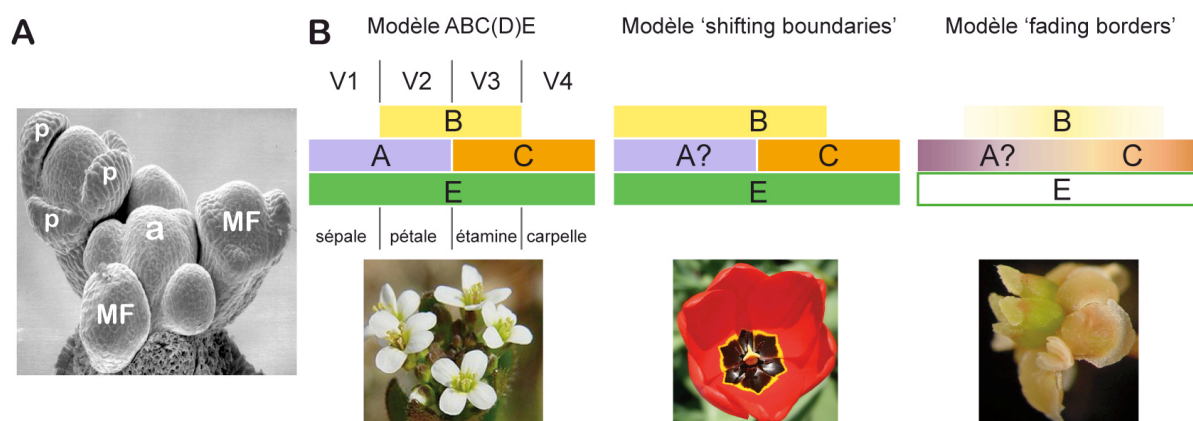 A
p
p
p
a
MF
MF
B
Modèle ABC(D)E
V1 V2 V3 V4
B
A C
E
sépale pétale étamine carpelle
Modèle ‘shifting boundaries’
B
A? C
E
Modèle ‘fading borders’
B
A? C
E